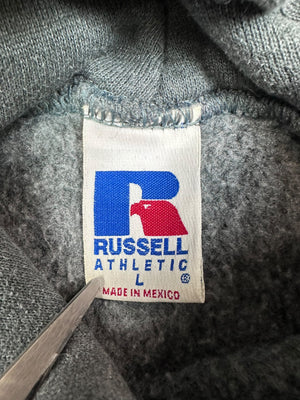 R
RUSSELL
ATHLETIC
L
MADE IN MEXICO